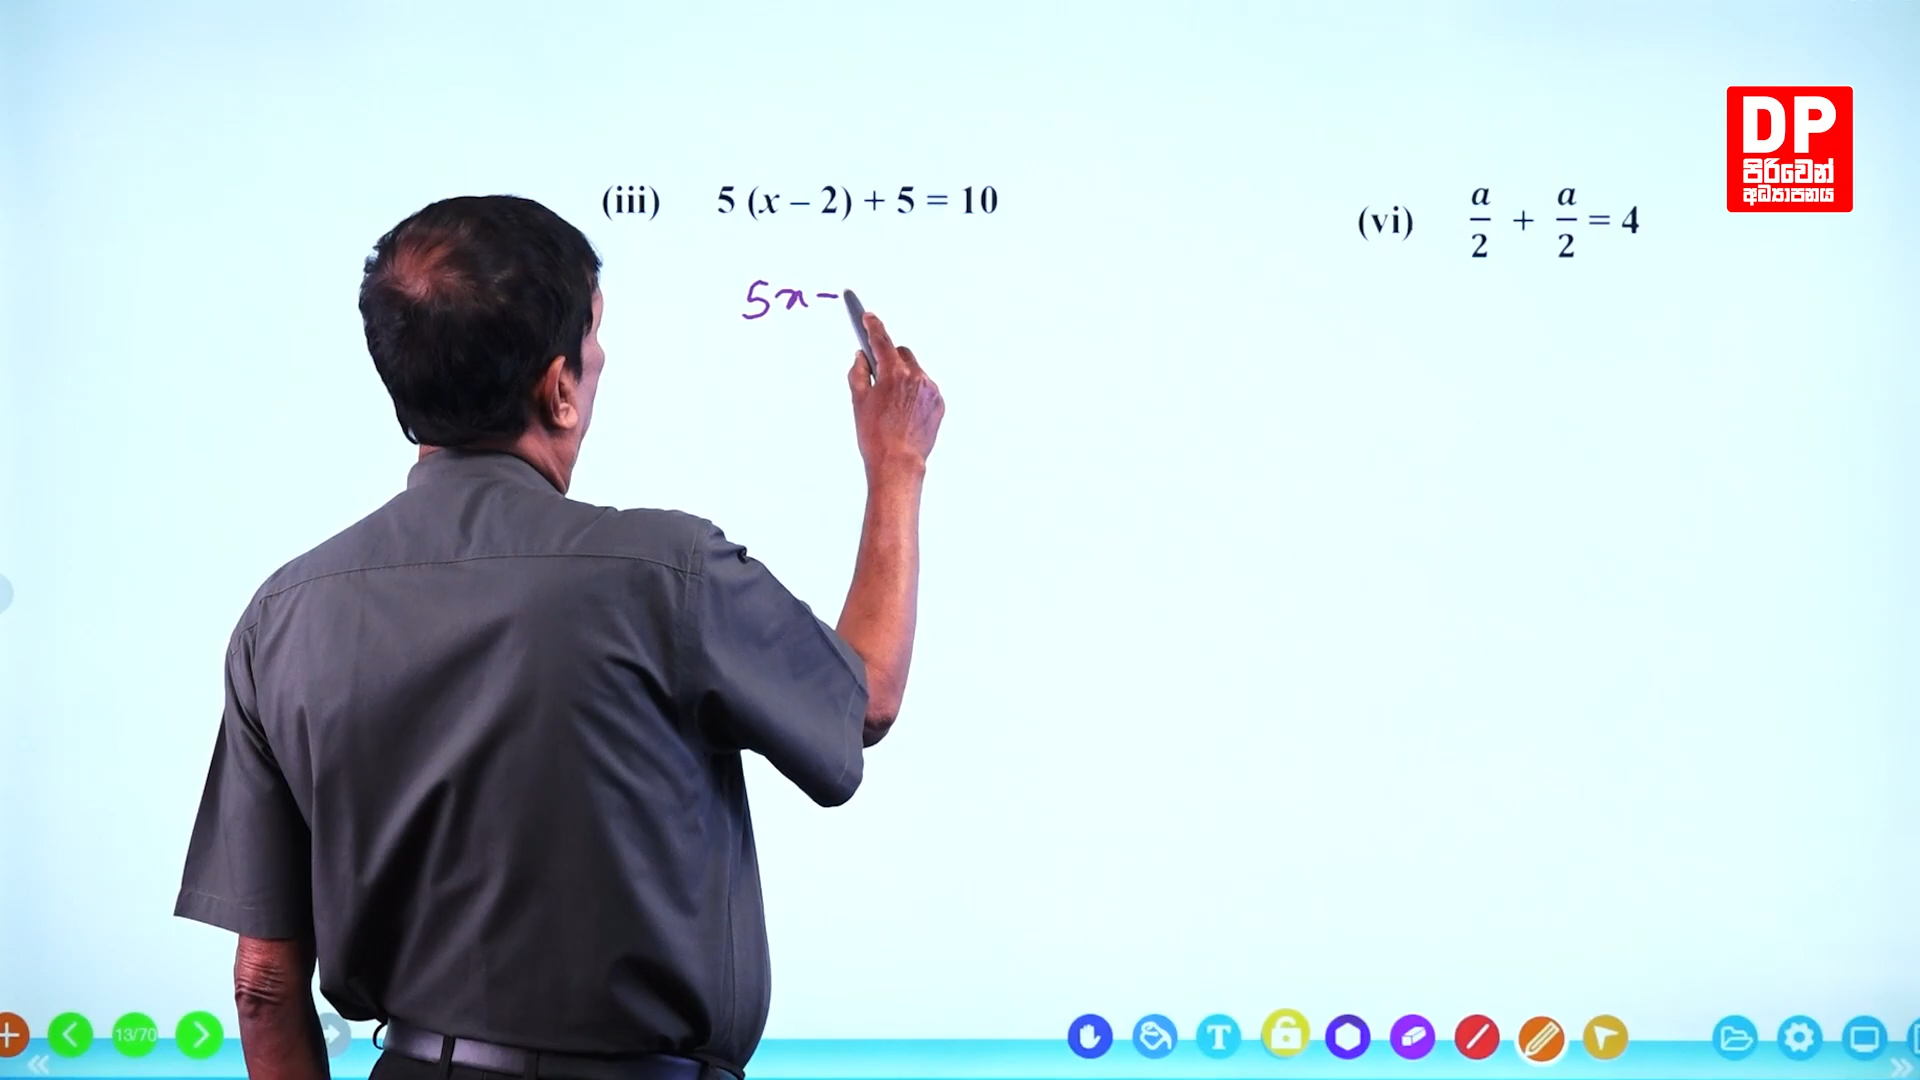 DP
පිරිවෙන්
අධ්‍යාපනය
(iii) 5 (x – 2) + 5 = 10
(vi) a/2 + a/2 = 4
5x -
13/70
T